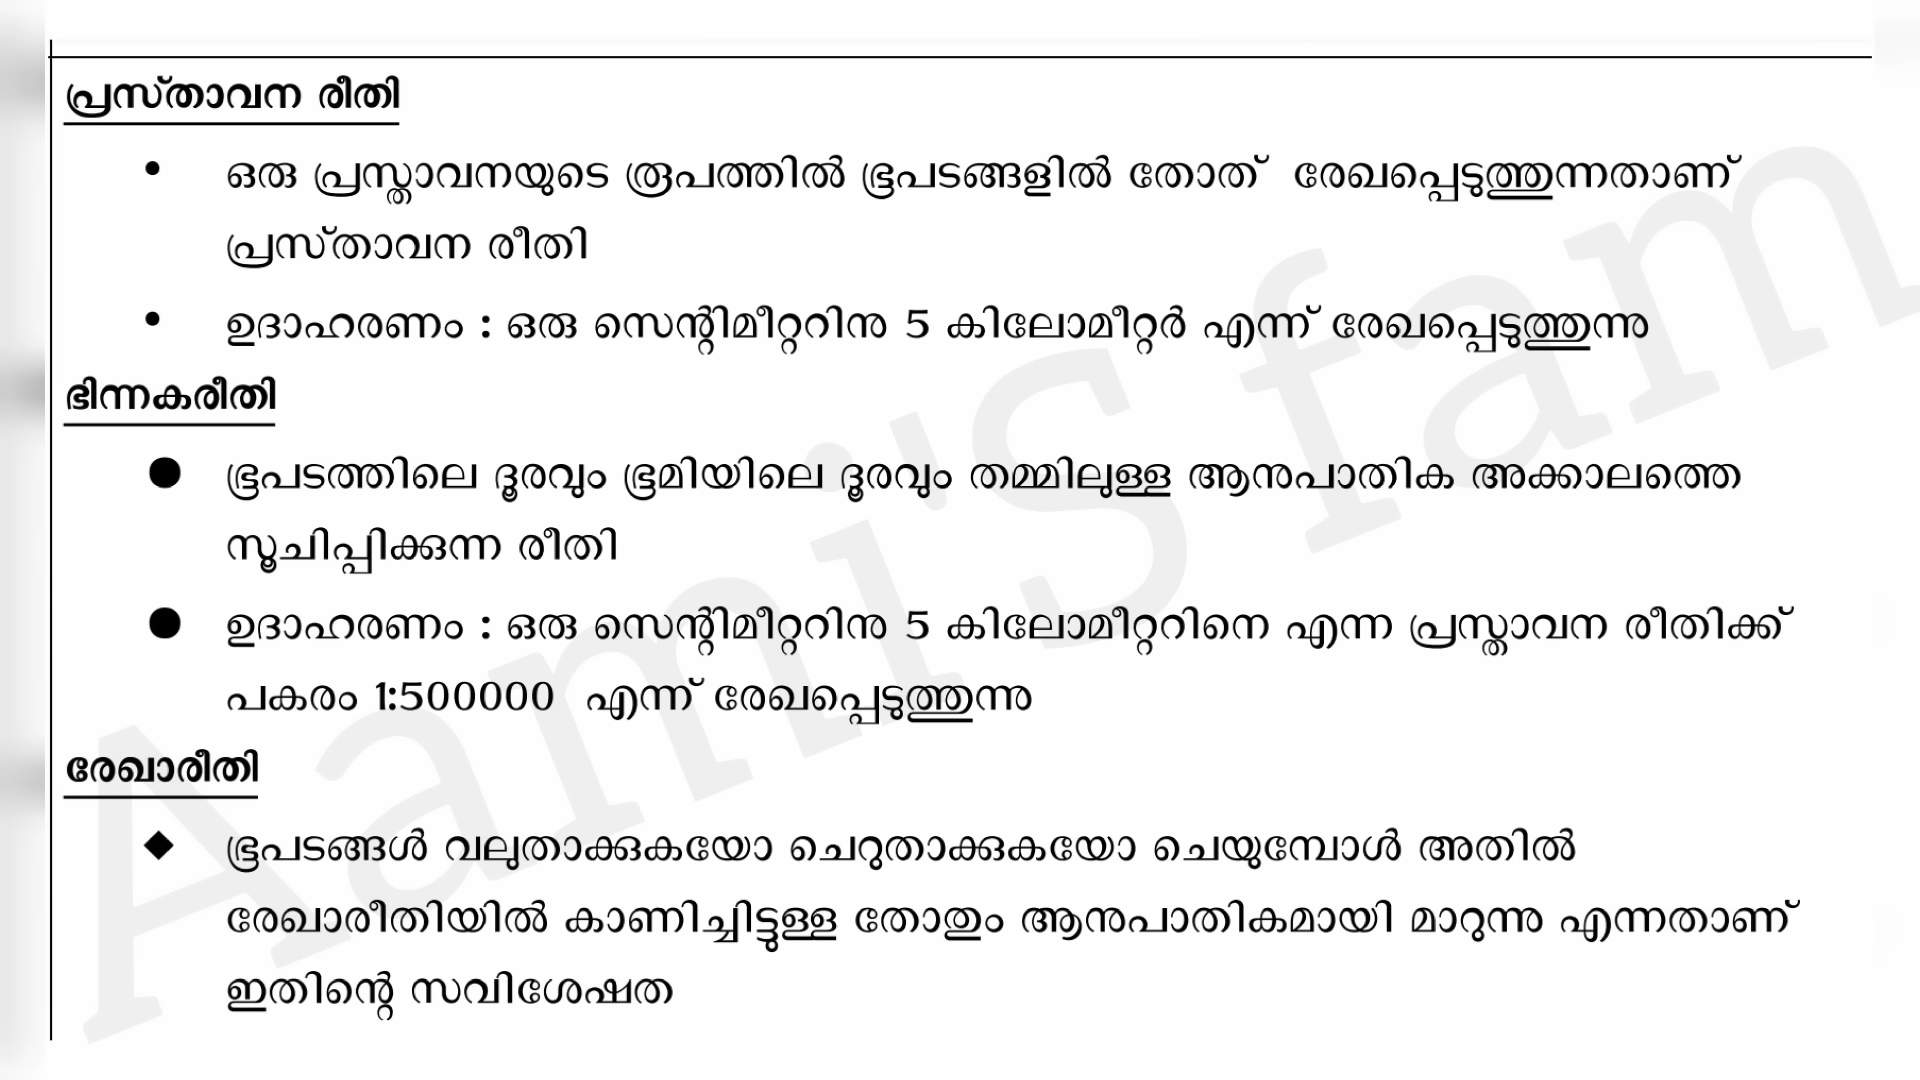 പ്രസ്‌താവന രീതി
• ഒരു പ്രസ്താവനയുടെ രൂപത്തിൽ ഭൂപടങ്ങളിൽ തോത് രേഖപ്പെടുത്തുന്നതാണ്
പ്രസ്‌താവന രീതി
• ഉദാഹരണം : ഒരു സെന്റിമീറ്ററിനു 5 കിലോമീറ്റർ എന്ന് രേഖപ്പെടുത്തുന്നു
ഭിന്നകരീതി
● ഭൂപടത്തിലെ ദൂരവും ഭൂമിയിലെ ദൂരവും തമ്മിലുള്ള ആനുപാതിക അക്കാലത്തെ
സൂചിപ്പിക്കുന്ന രീതി
● ഉദാഹരണം : ഒരു സെന്റിമീറ്ററിനു 5 കിലോമീറ്ററിനെ എന്ന പ്രസ്താവന രീതിക്ക്
പകരം 1:500000 എന്ന് രേഖപ്പെടുത്തുന്നു
രേഖാരീതി
◆ ഭൂപടങ്ങൾ വലുതാക്കുകയോ ചെറുതാക്കുകയോ ചെയുമ്പോൾ അതിൽ
രേഖാരീതിയിൽ കാണിച്ചിട്ടുള്ള തോതും ആനുപാതികമായി മാറുന്നു എന്നതാണ്
ഇതിന്റെ സവിശേഷത
Aami'S fam